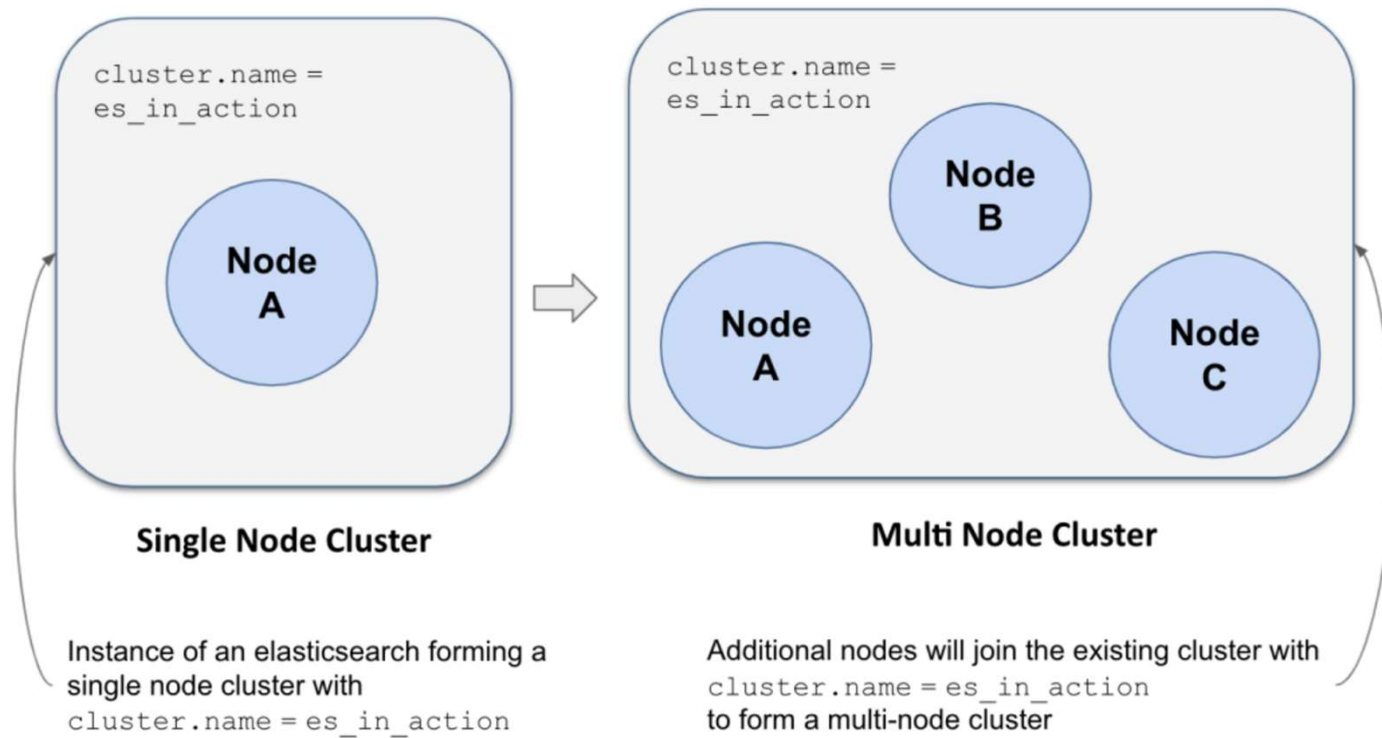 cluster.name =
es_in_action
Node
A
Single Node Cluster
Instance of an elasticsearch forming a
single node cluster with
cluster.name = es_in_action
cluster.name =
es_in_action
Node
B
Node
A
Node
C
Multi Node Cluster
Additional nodes will join the existing cluster with
cluster.name = es_in_action
to form a multi-node cluster